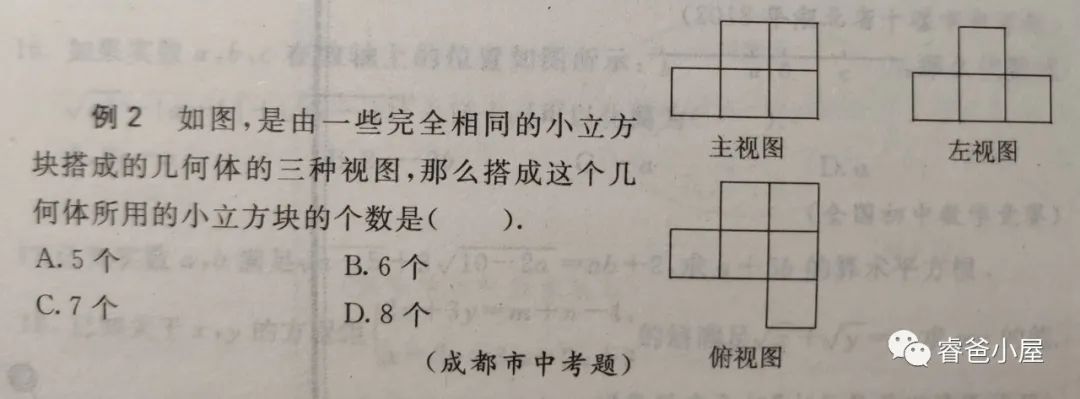 例2 如图,是由一些完全相同的小立方
块搭成的几何体的三种视图,那么搭成这个几
何体所用的小立方块的个数是( ).
A. 5 个 B. 6 个
C. 7 个 D. 8 个
(成都市中考题)
主视图 左视图
俯视图
睿爸小屋